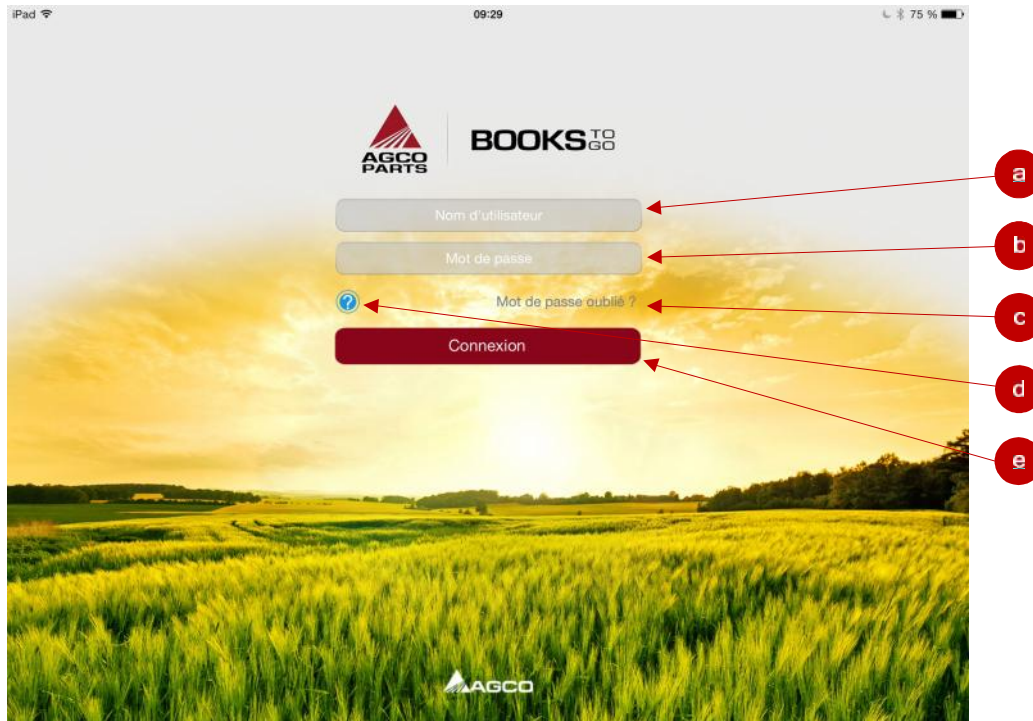 iPad 09:29 75 %
AGCO PARTS BOOKS TO GO
a
Nom d'utilisateur
b
Mot de passe
Mot de passe oublié ?
c
Connexion
d
e
AGCO